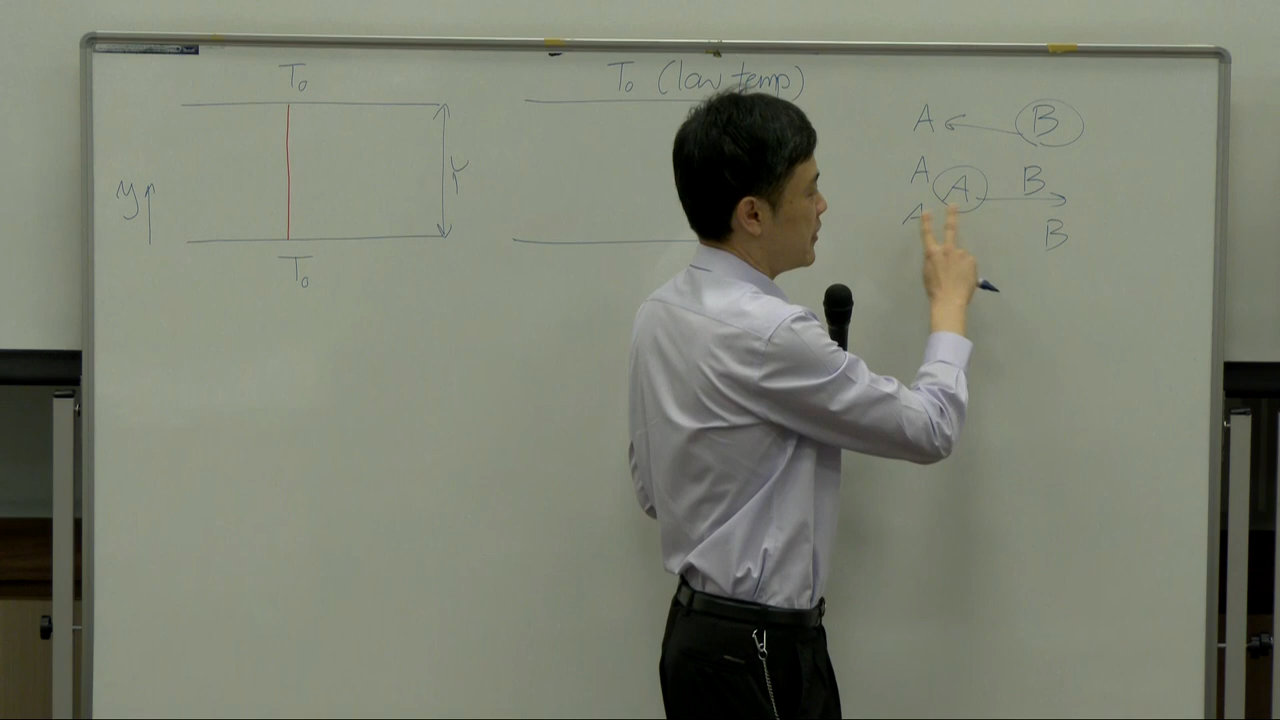 T₀
y
Y
T₀
T₀ (low temp)
A B
A A B
A B